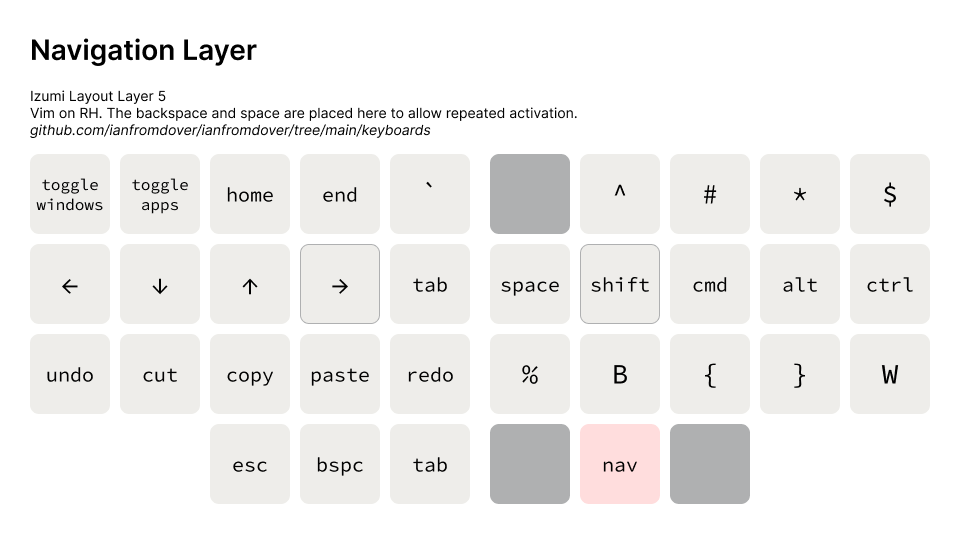 Navigation Layer
Izumi Layout Layer 5
Vim on RH. The backspace and space are placed here to allow repeated activation.
github.com/ianfromdover/ianfromdover/tree/main/keyboards
toggle windows toggle apps home end ` ^ # * $
← ↓ ↑ → tab space shift cmd alt ctrl
undo cut copy paste redo % B { } W
esc bspc tab nav